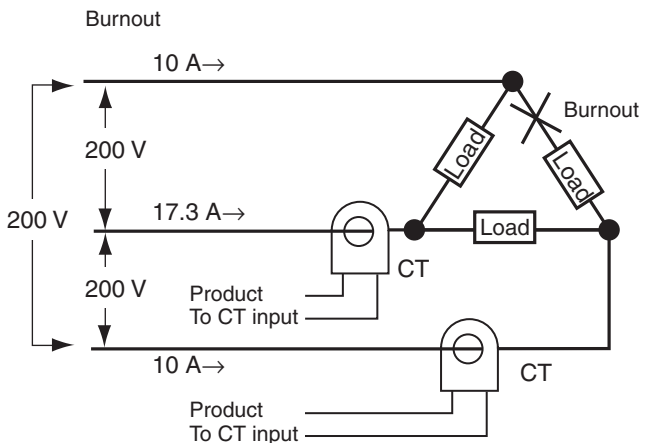 Burnout
10 A→
Burnout
Load
Load
200 V
200 V
17.3 A→
Load
CT
200 V
Product
To CT input
10 A→
CT
Product
To CT input